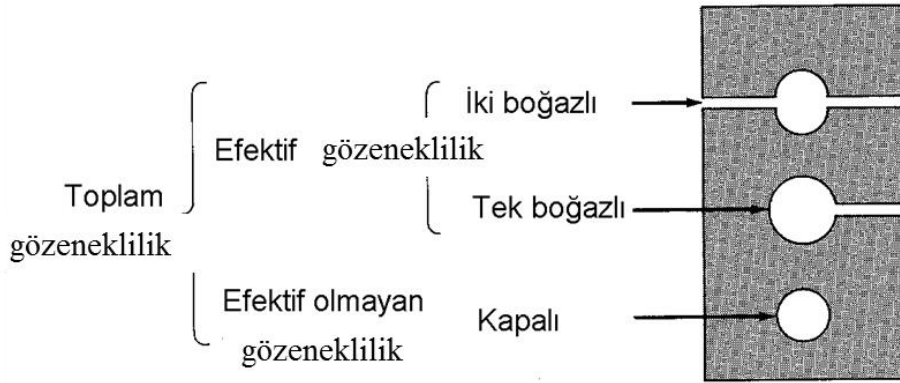 İki boğazlı
Efektif gözeneklilik
Toplam
gözeneklilik
Tek boğazlı
Efektif olmayan
gözeneklilik
Kapalı